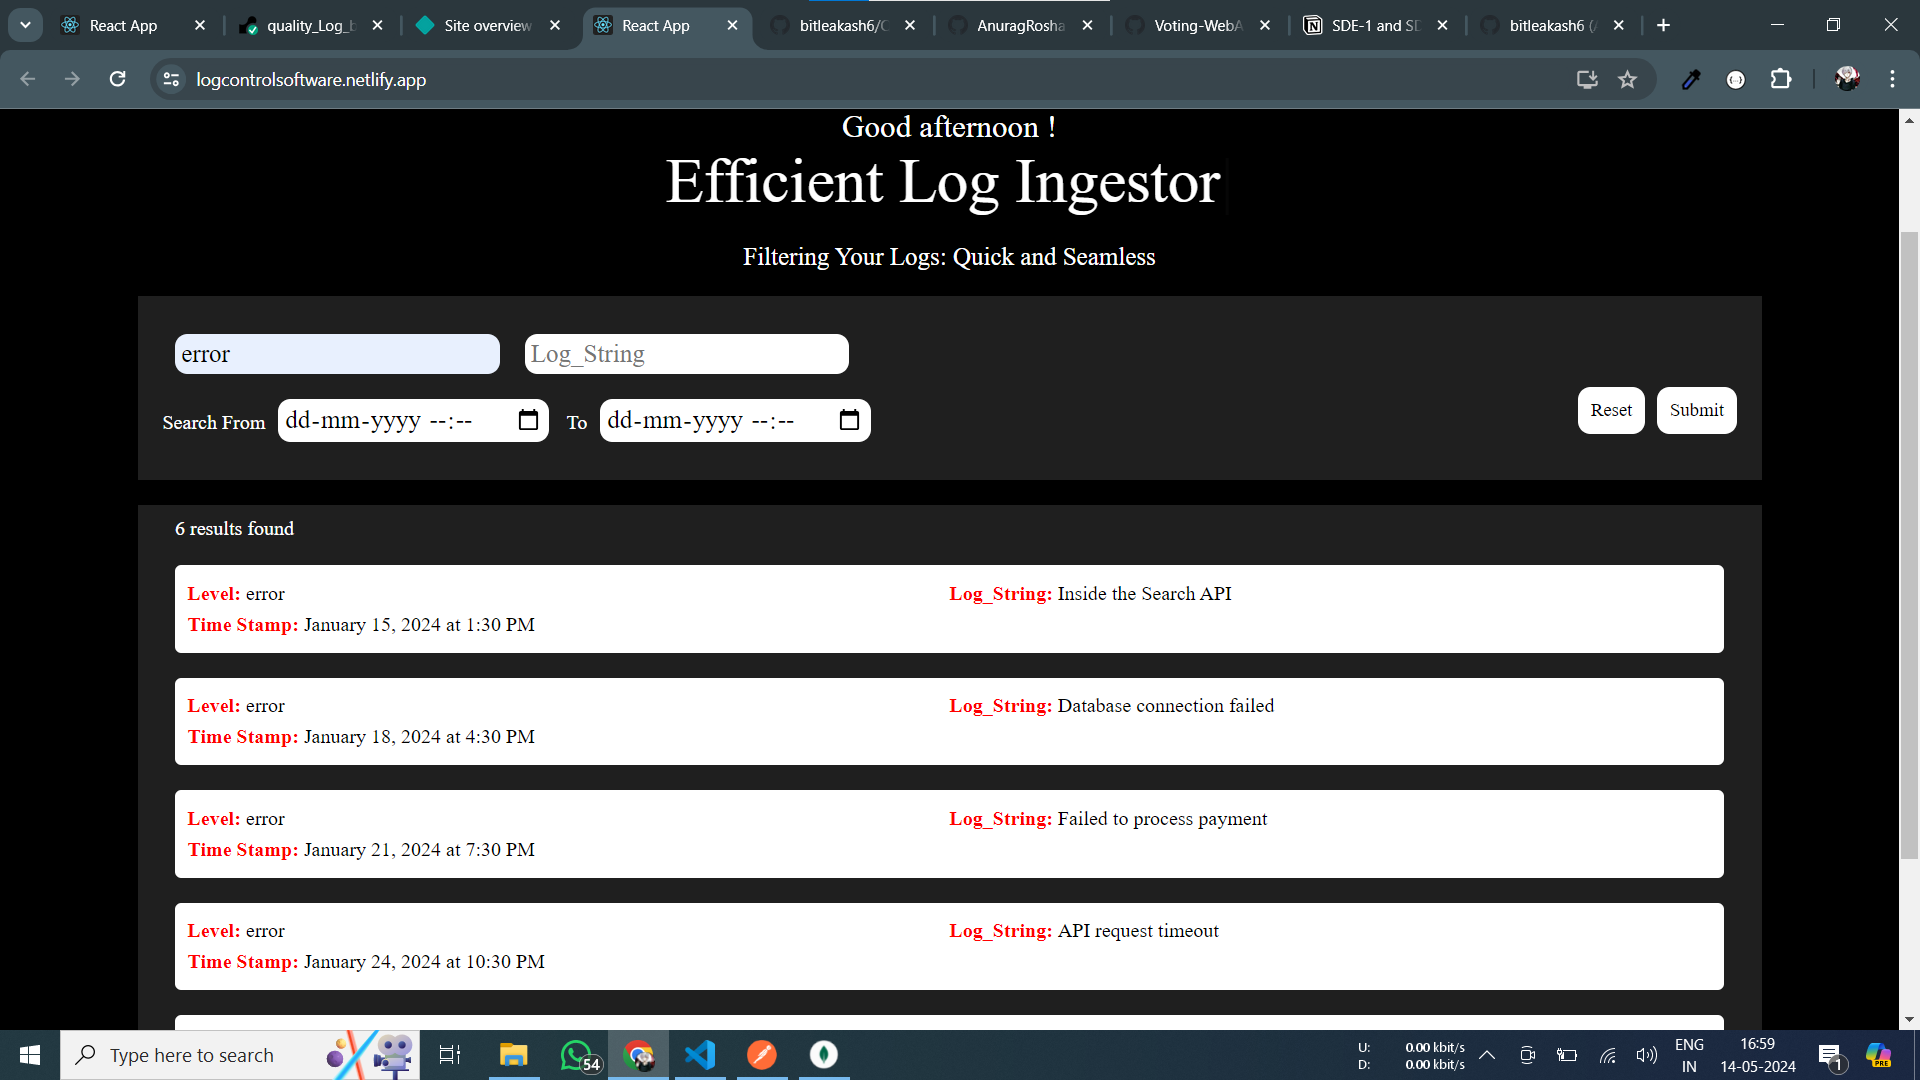 React App
quality_Log_b
Site overview
React App
bitleakash6/
AnuragRosha
Voting-WebA
SDE-1 and SD
bitleakash6 (
logcontrolsoftware.netlify.app
Good afternoon !
Efficient Log Ingestor
Filtering Your Logs: Quick and Seamless
error
Log_String
Search From dd-mm-yyyy --:-- To dd-mm-yyyy --:--
Reset
Submit
6 results found
Level: error
Log_String: Inside the Search API
Time Stamp: January 15, 2024 at 1:30 PM
Level: error
Log_String: Database connection failed
Time Stamp: January 18, 2024 at 4:30 PM
Level: error
Log_String: Failed to process payment
Time Stamp: January 21, 2024 at 7:30 PM
Level: error
Log_String: API request timeout
Time Stamp: January 24, 2024 at 10:30 PM
Type here to search
54
U: 0.00 kbit/s
D: 0.00 kbit/s
ENG
IN
16:59
14-05-2024
1
PRE